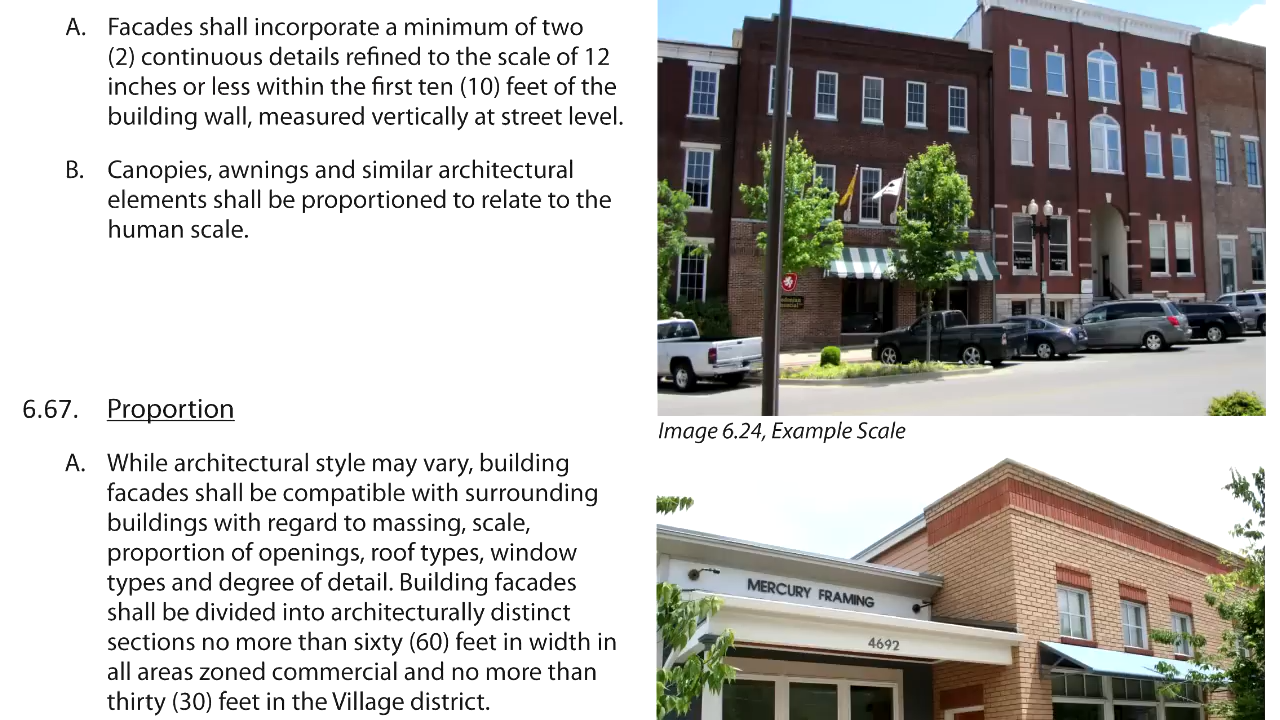 A. Facades shall incorporate a minimum of two
(2) continuous details refined to the scale of 12
inches or less within the first ten (10) feet of the
building wall, measured vertically at street level.
B. Canopies, awnings and similar architectural
elements shall be proportioned to relate to the
human scale.
6.67. Proportion
A. While architectural style may vary, building
facades shall be compatible with surrounding
buildings with regard to massing, scale,
proportion of openings, roof types, window
types and degree of detail. Building facades
shall be divided into architecturally distinct
sections no more than sixty (60) feet in width in
all areas zoned commercial and no more than
thirty (30) feet in the Village district.
Image 6.24, Example Scale
MERCURY FRAMING
4692